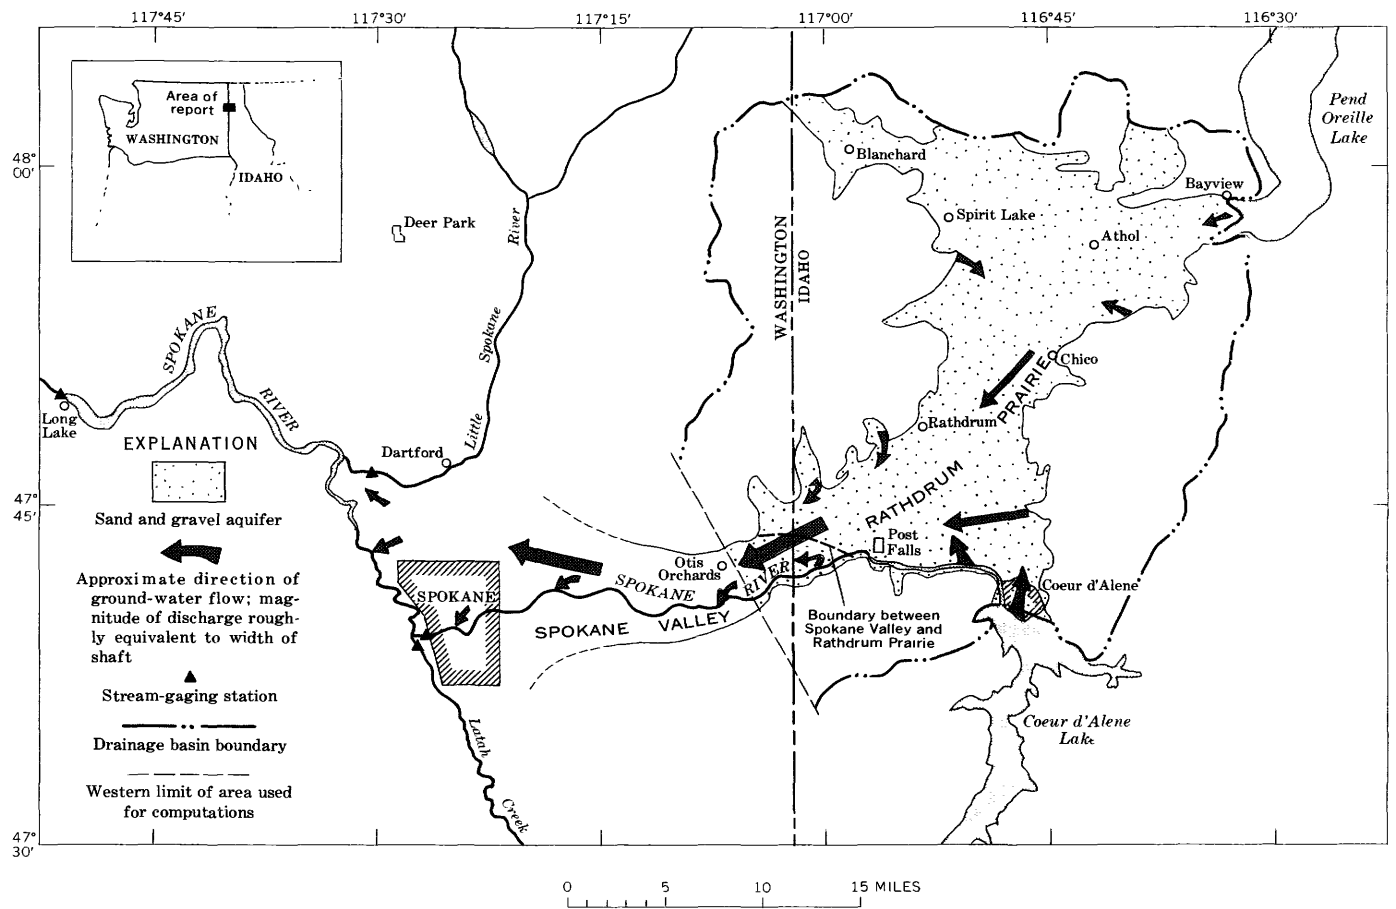 117°45′ 117°30′ 117°15′ 117°00′ 116°45′ 116°30′
Area of
report
WASHINGTON
IDAHO
48°
00′
Pend
Oreille
Lake
Blanchard
Bayview
Deer Park
Spirit Lake
Athol
WASHINGTON
IDAHO
Little Spokane River
SPOKANE RIVER
Chico
Long
Lake
Dartford
Rathdrum
RATHDRUM PRAIRIE
EXPLANATION
Sand and gravel aquifer
Approximate direction of
ground-water flow; mag-
nitude of discharge rough-
ly equivalent to width of
shaft
Stream-gaging station
Drainage basin boundary
Western limit of area used
for computations
47°
45′
Post
Falls
Otis
Orchards
Coeur d'Alene
SPOKANE
SPOKANE RIVER
SPOKANE VALLEY
Boundary between
Spokane Valley and
Rathdrum Prairie
Latah Creek
Coeur d'Alene
Lake
47°
30′
0 5 10 15 MILES